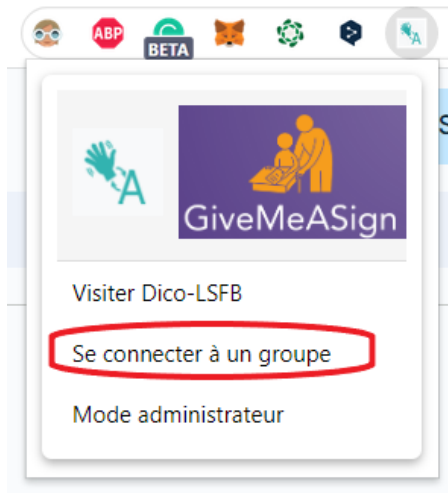 ABP
BETA
A
S
A
GiveMeASign
Visiter Dico-LSFB
Se connecter à un groupe
Mode administrateur